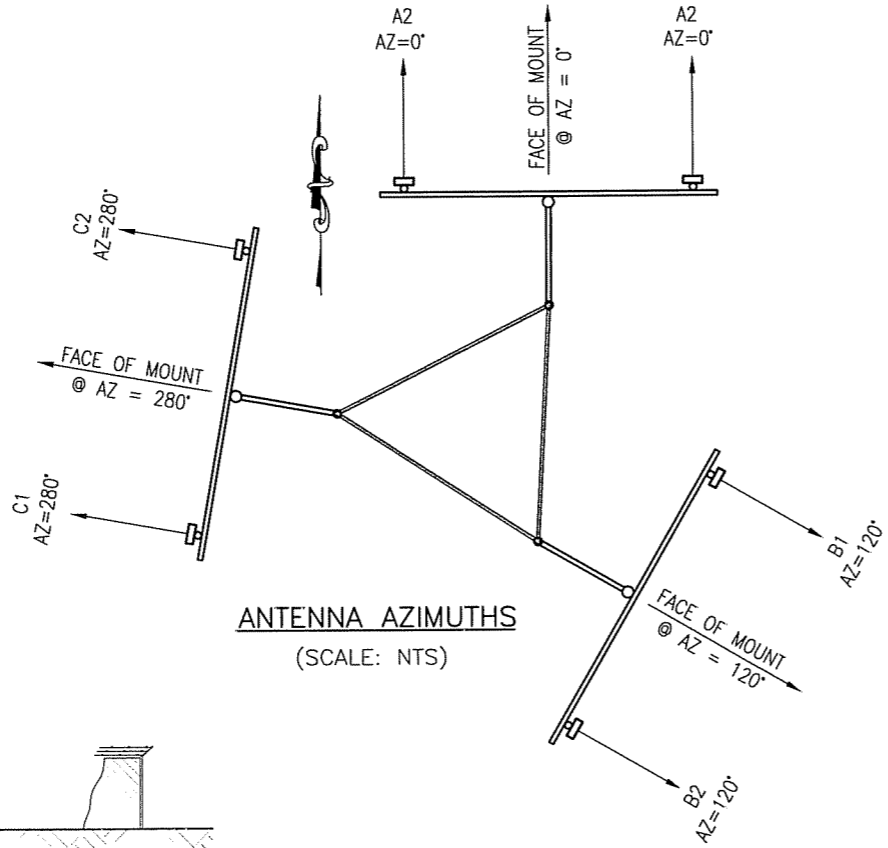 A2
AZ=0°
FACE OF MOUNT
@ AZ = 0°
A2
AZ=0°
C2
AZ=280°
FACE OF MOUNT
@ AZ = 280°
C1
AZ=280°
B1
AZ=120°
FACE OF MOUNT
@ AZ = 120°
B2
AZ=120°
ANTENNA AZIMUTHS
(SCALE: NTS)